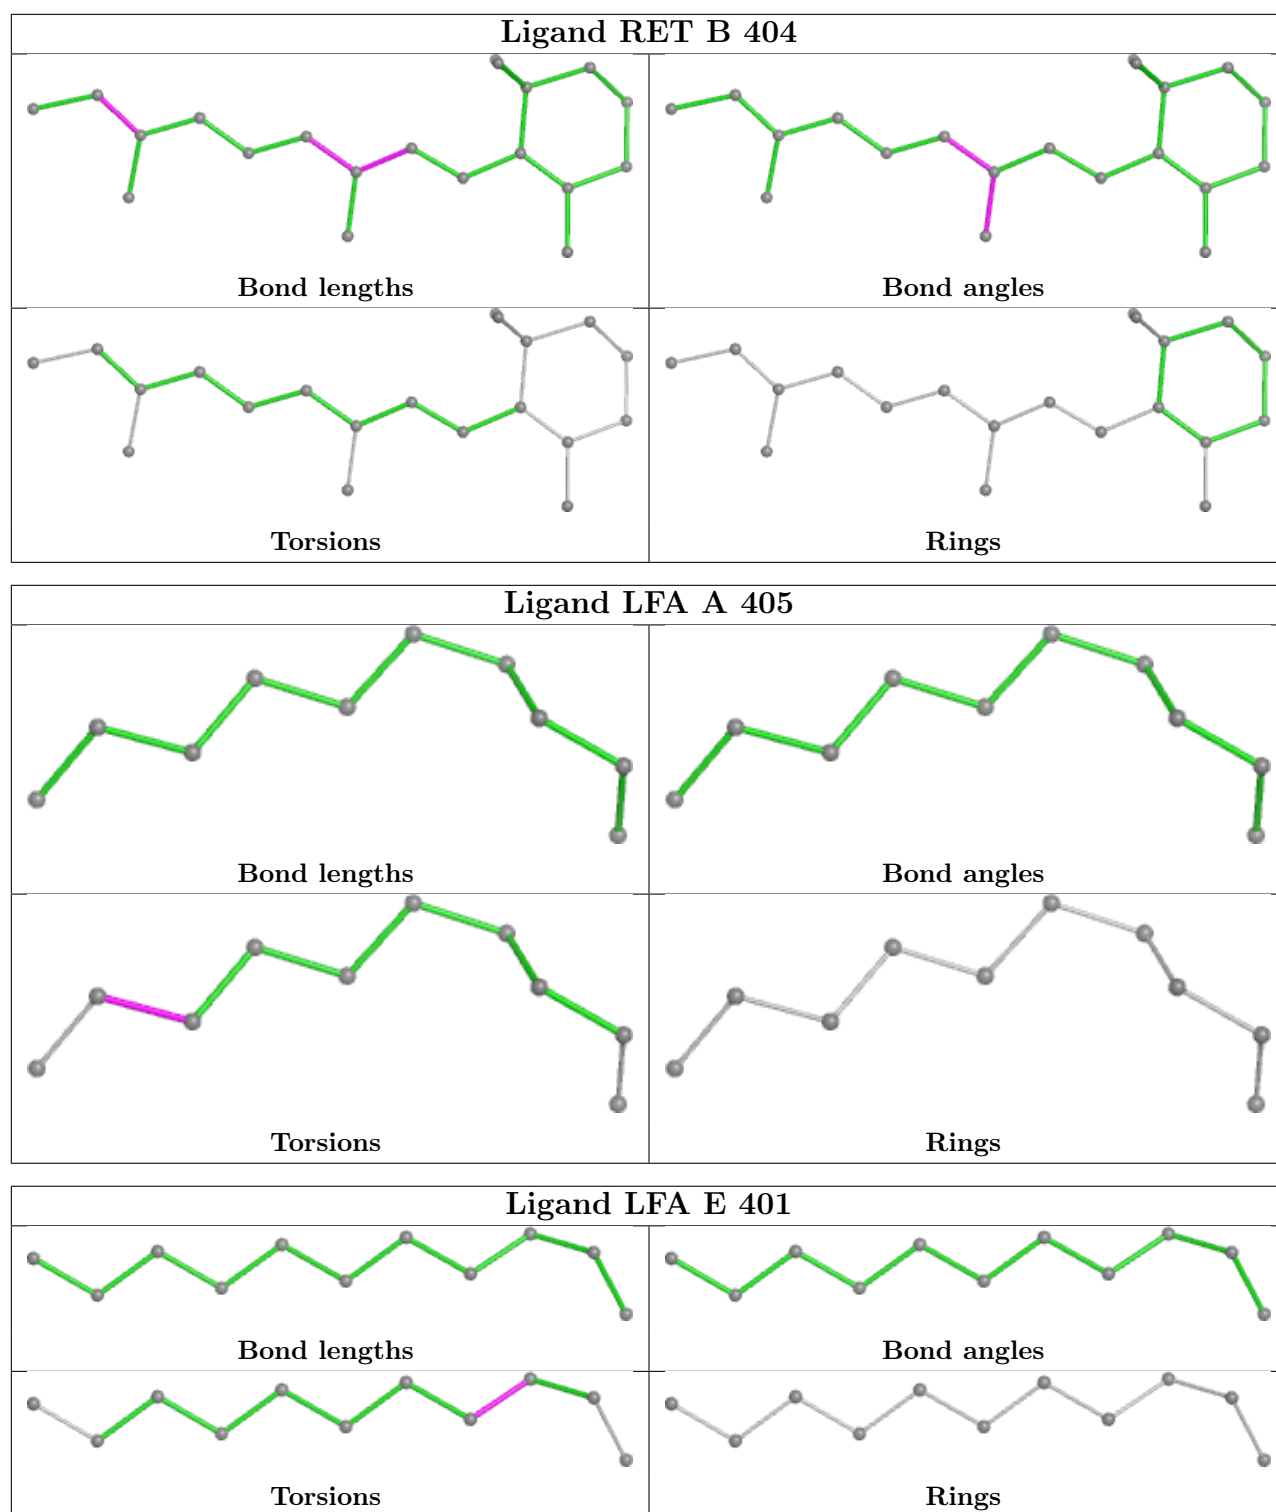 Ligand RET B 404
Bond lengths
Bond angles
Torsions
Rings
Ligand LFA A 405
Bond lengths
Bond angles
Torsions
Rings
Ligand LFA E 401
Bond lengths
Bond angles
Torsions
Rings